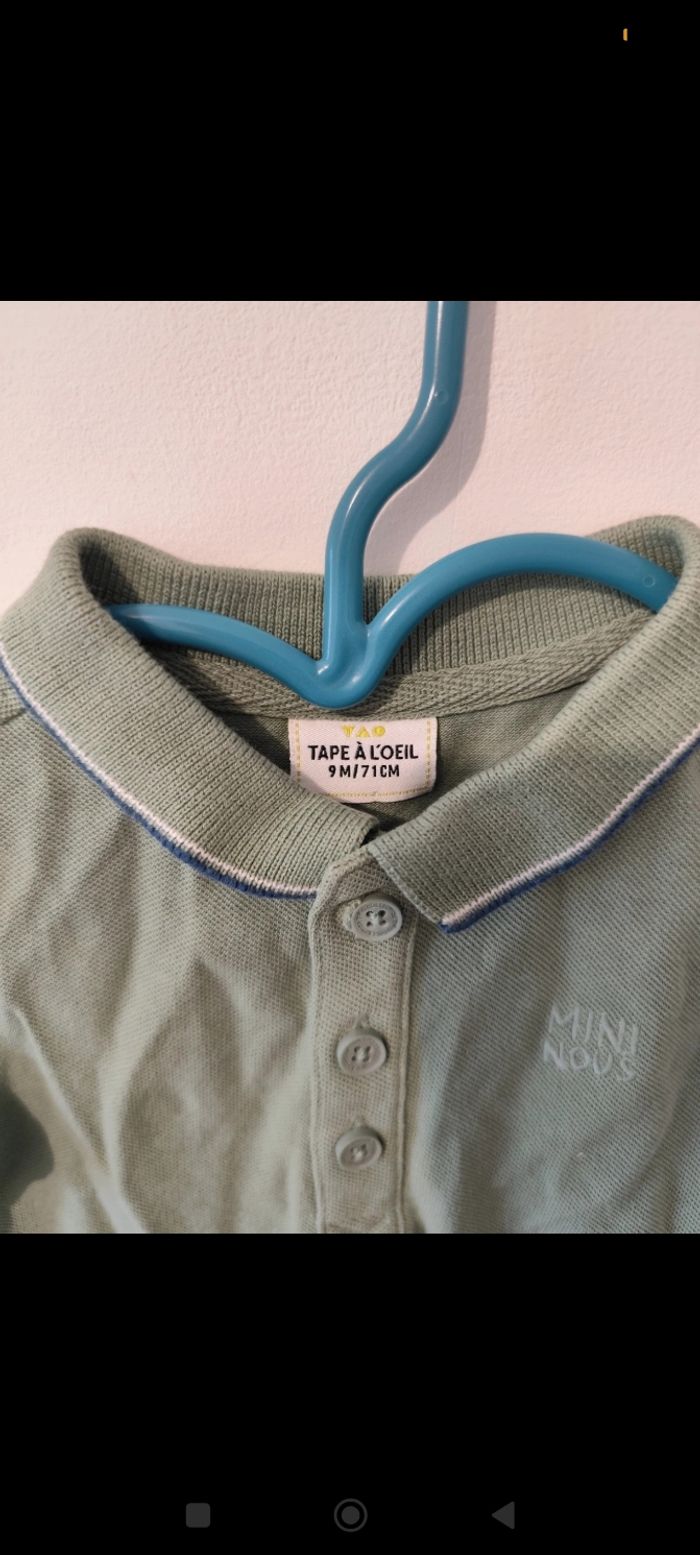 TAO
TAPE À L'OEIL
9M/71CM
MINI
NOUS